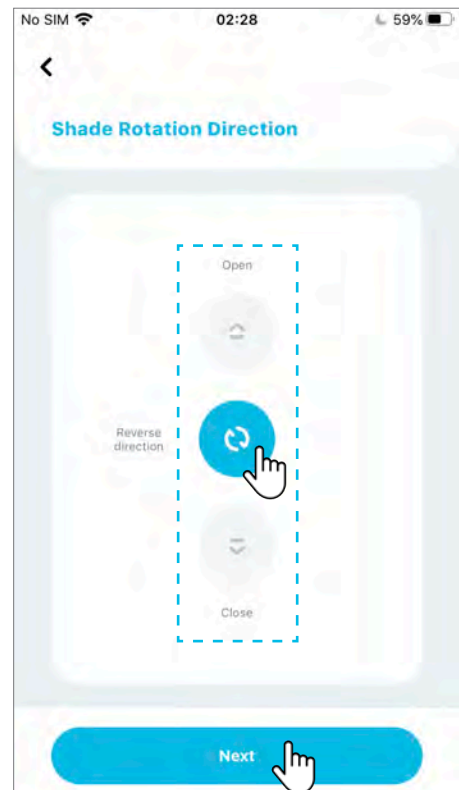 No SIM 02:28 59%
Shade Rotation Direction
Open
Reverse
direction
Close
Next